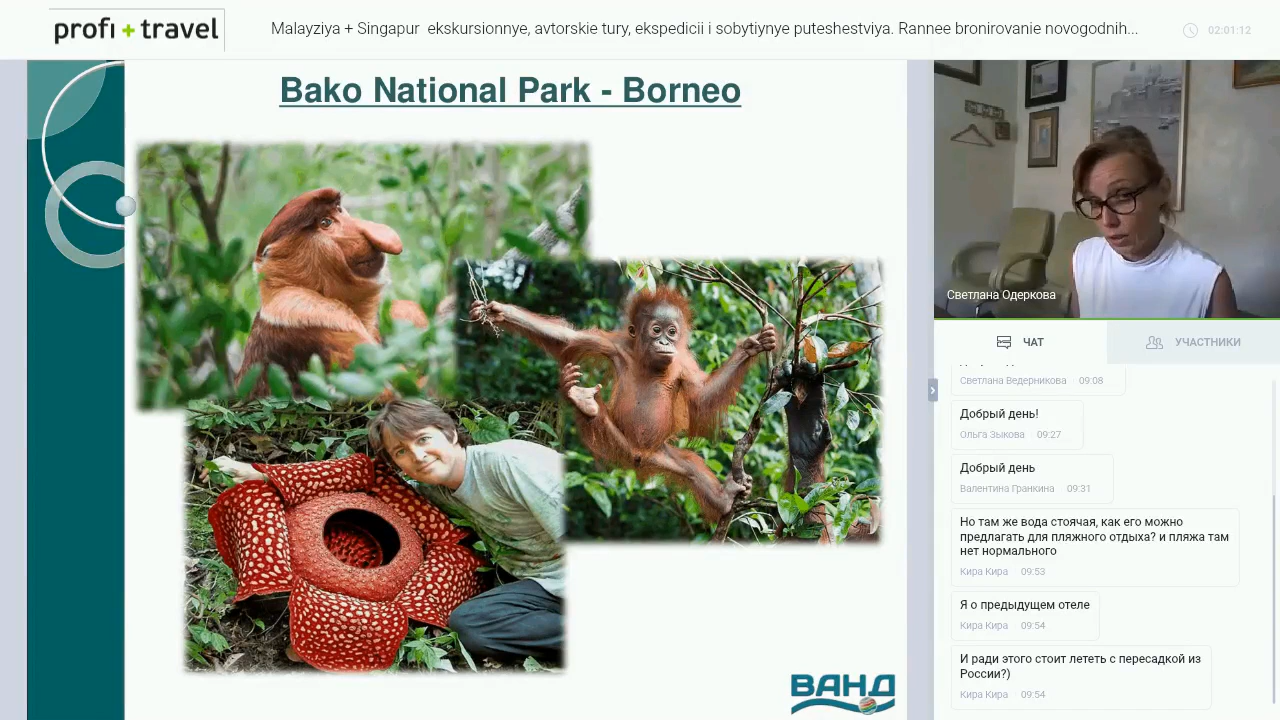 profi + travel
Malayziya + Singapur ekskursionnye, avtorskie tury, ekspedicii i sobytiynye puteshestviya. Rannee bronirovanie novogodnih...
02:01:12
Bako National Park - Borneo
ВАНД
Светлана Одеркова
ЧАТ
УЧАСТНИКИ
Светлана Ведерникова 09:08
Добрый день!
Ольга Зыкова 09:27
Добрый день
Валентина Гранкина 09:31
Но там же вода стоячая, как его можно
предлагать для пляжного отдыха? и пляжа там
нет нормального
Кира Кира 09:53
Я о предыдущем отеле
Кира Кира 09:54
И ради этого стоит лететь с пересадкой из
России?)
Кира Кира 09:54